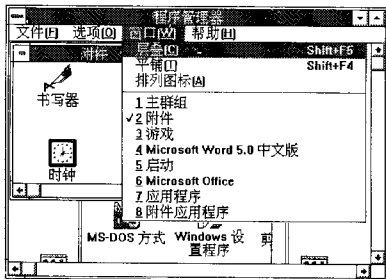 程序管理器
文件(F) 选项(O) 窗口(W) 帮助(H)
附件
层叠(C) Shift+F5
平铺(T) Shift+F4
排列图标(A)
书写器
1 主群组
✓2 附件
3 游戏
4 Microsoft Word 5.0 中文版
5 启动
6 Microsoft Office
7 应用程序
8 附件应用程序
时钟
MS-DOS 方式 Windows 设置程序 剪